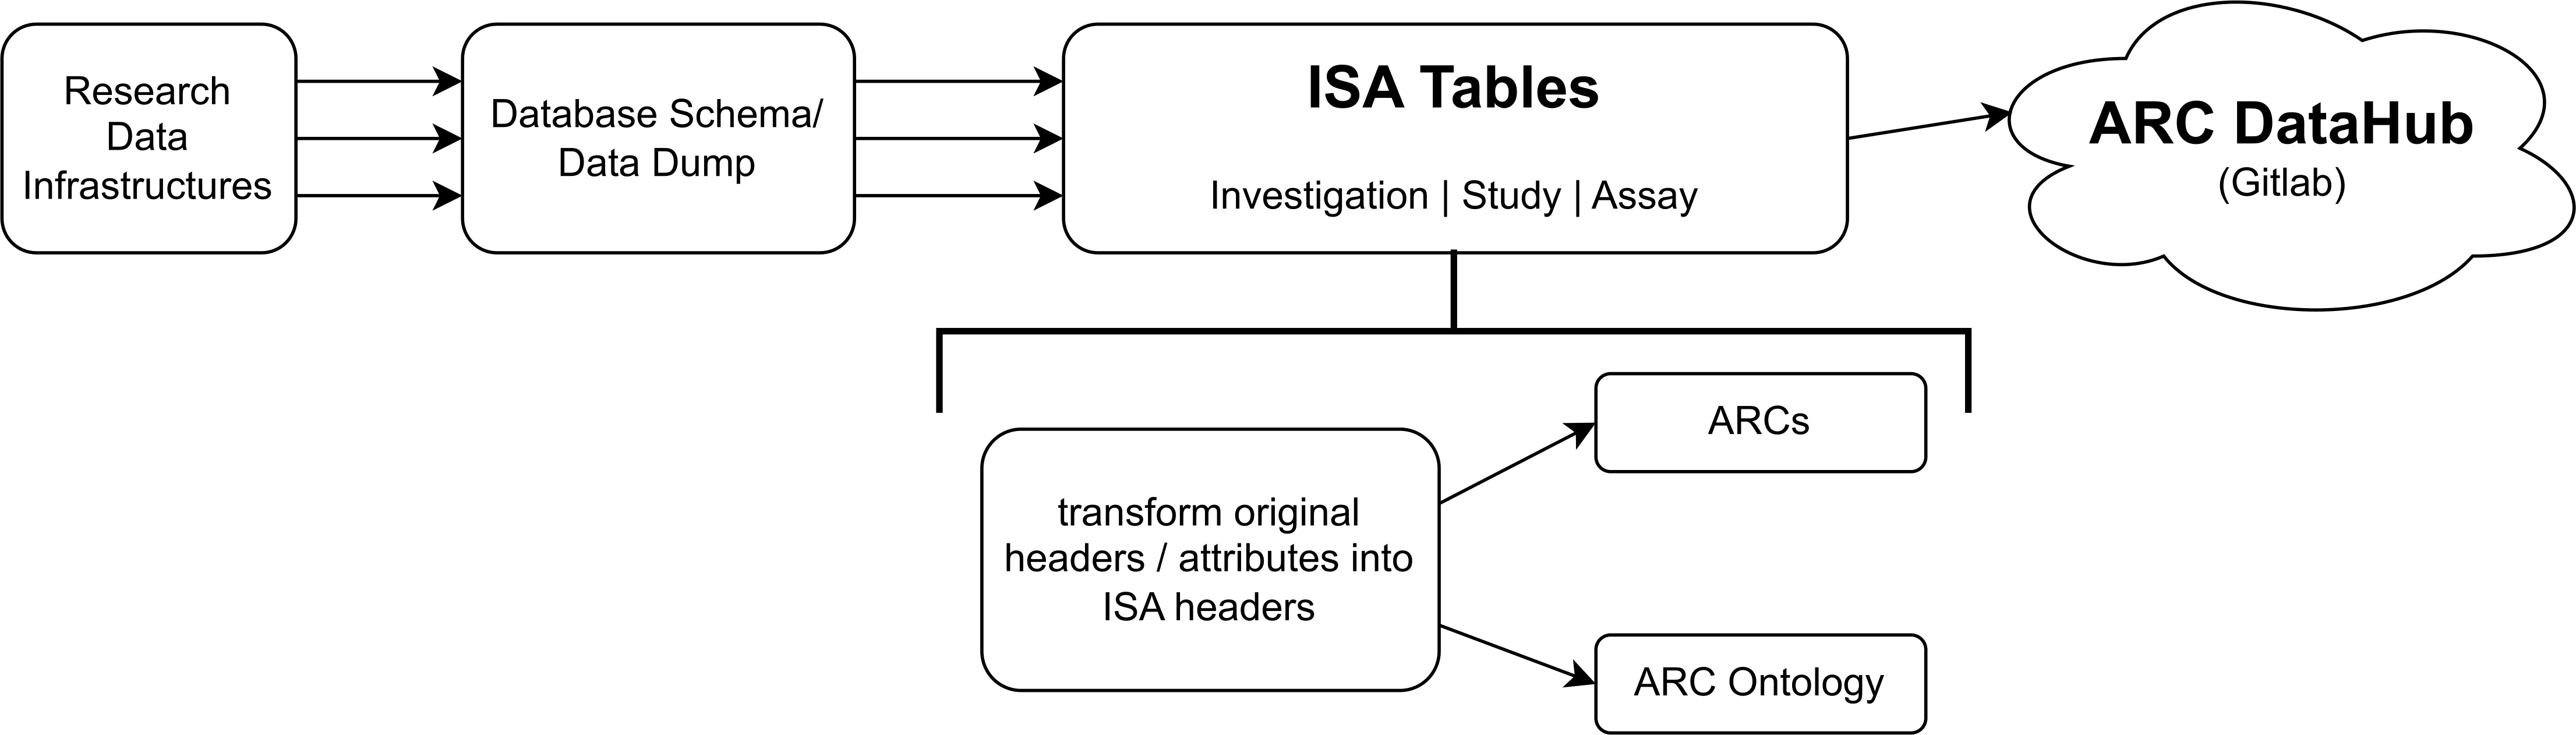 Research
Data
Infrastructures
Database Schema/
Data Dump
ISA Tables
Investigation | Study | Assay
ARC DataHub
(Gitlab)
transform original
headers / attributes into
ISA headers
ARCs
ARC Ontology